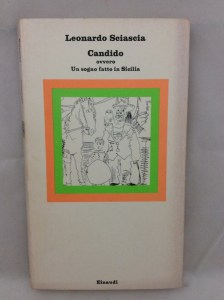 Leonardo Sciascia
Candido
ovvero
Un sogno fatto in Sicilia
Einaudi